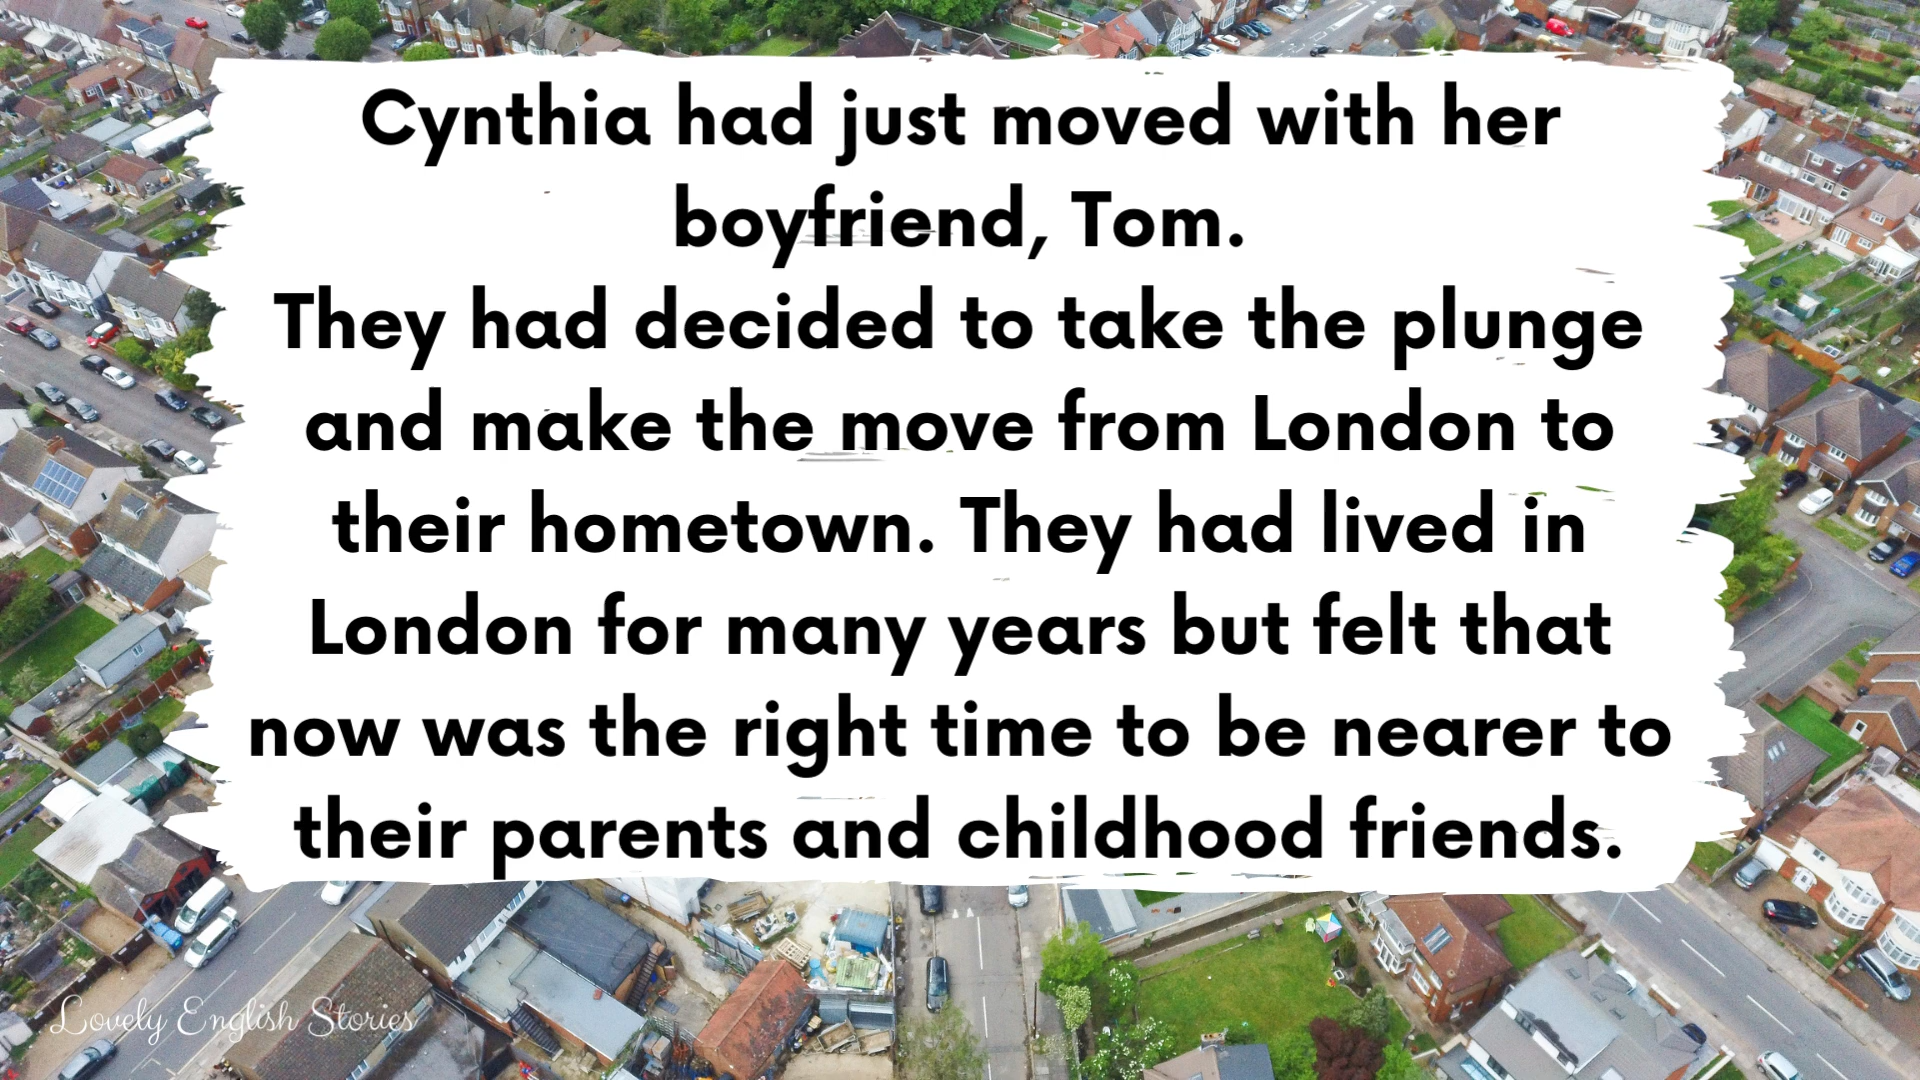 Cynthia had just moved with her
boyfriend, Tom.
They had decided to take the plunge
and make the move from London to
their hometown. They had lived in
London for many years but felt that
now was the right time to be nearer to
their parents and childhood friends.
Lovely English Stories